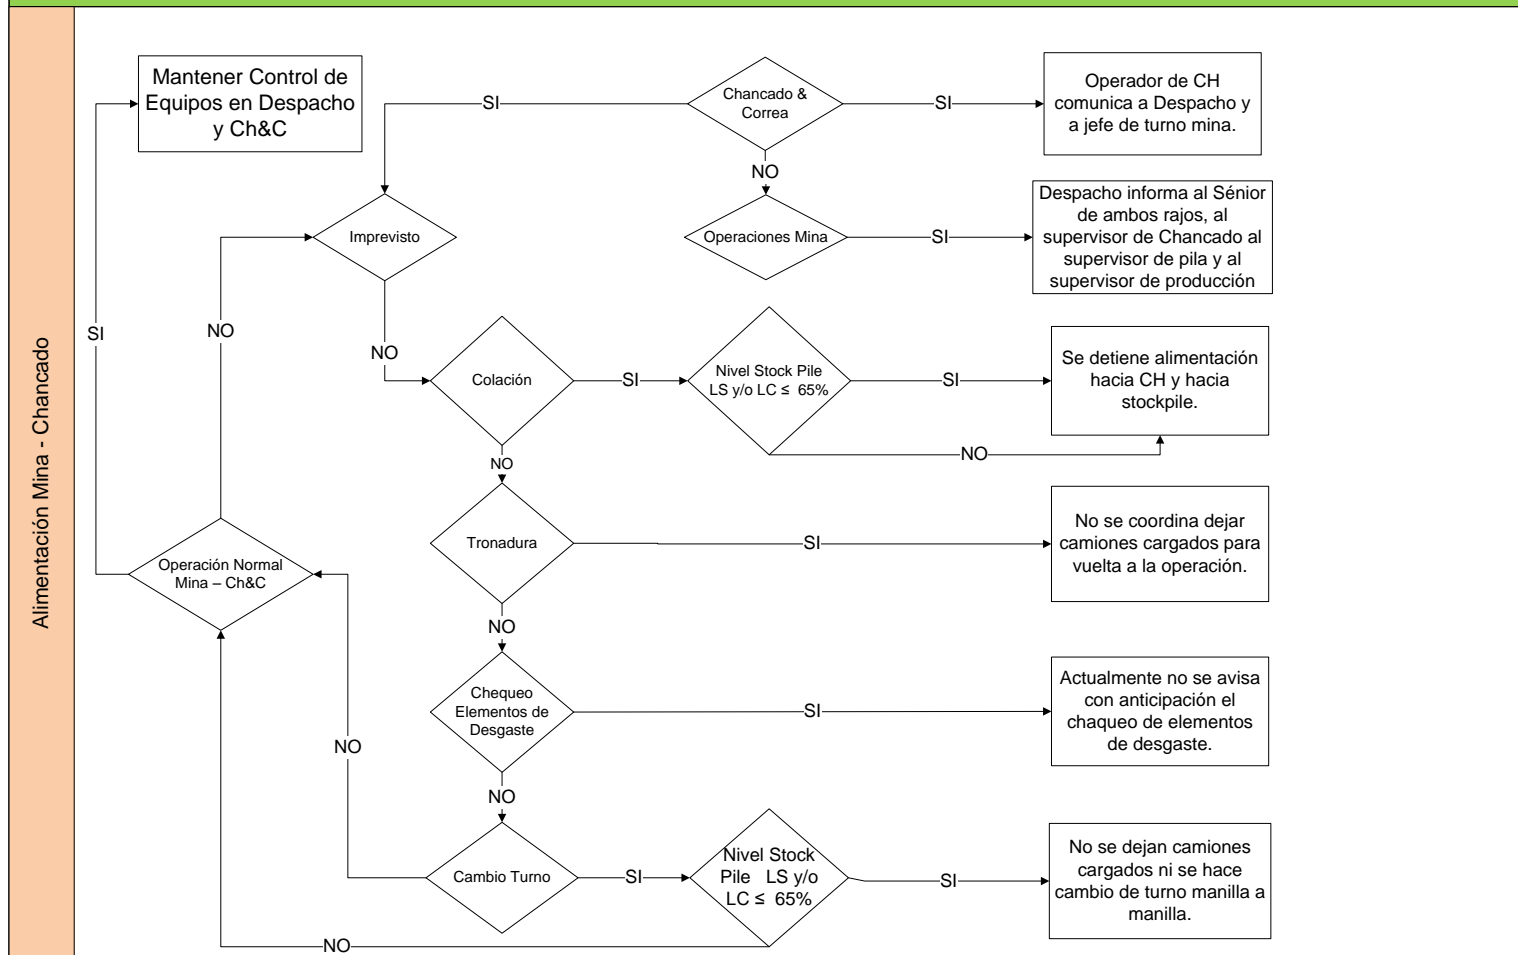 Alimentación Mina - Chancado
Mantener Control de
Equipos en Despacho
y Ch&C
SI
Chancado &
Correa
SI
Operador de CH
comunica a Despacho y
a jefe de turno mina.
NO
Imprevisto
Operaciones Mina
SI
Despacho informa al Sénior
de ambos rajos, al
supervisor de Chancado al
supervisor de pila y al
supervisor de producción
SI
NO
NO
Colación
SI
Nivel Stock Pile
LS y/o LC ≤ 65%
SI
Se detiene alimentación
hacia CH y hacia
stockpile.
NO
NO
Tronadura
SI
No se coordina dejar
camiones cargados para
vuelta a la operación.
Operación Normal
Mina – Ch&C
NO
Chequeo
Elementos de
Desgaste
SI
Actualmente no se avisa
con anticipación el
chaqueo de elementos
de desgaste.
NO
NO
Cambio Turno
SI
Nivel Stock
Pile LS y/o
LC ≤ 65%
SI
No se dejan camiones
cargados ni se hace
cambio de turno manilla a
manilla.
NO